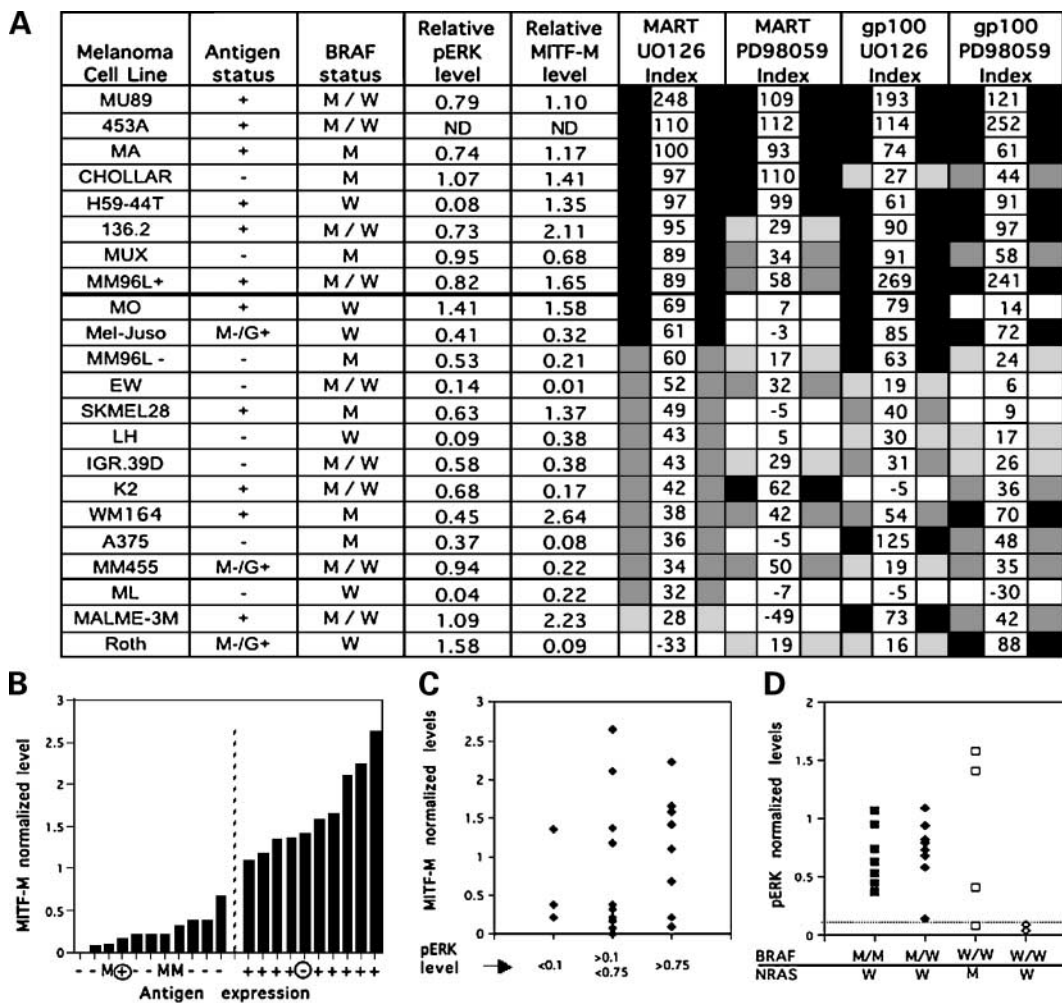 A
Melanoma Cell Line | Antigen status | BRAF status | Relative pERK level | Relative MITF-M level | MART UO126 Index | MART PD98059 Index | gp100 UO126 Index | gp100 PD98059 Index
MU89 + M / W 0.79 1.10 248 109 193 121
453A + M / W ND ND 110 112 114 252
MA + M 0.74 1.17 100 93 74 61
CHOLLAR - M 1.07 1.41 97 110 27 44
H59-44T + W 0.08 1.35 97 99 61 91
136.2 + M / W 0.73 2.11 95 29 90 97
MUX - M 0.95 0.68 89 34 91 58
MM96L+ + M / W 0.82 1.65 89 58 269 241
MO + W 1.41 1.58 69 7 79 14
Mel-Juso M-/G+ W 0.41 0.32 61 -3 85 72
MM96L - - M 0.53 0.21 60 17 63 24
EW - M / W 0.14 0.01 52 32 19 6
SKMEL28 + M 0.63 1.37 49 -5 40 9
LH - W 0.09 0.38 43 5 30 17
IGR.39D - M / W 0.58 0.38 43 29 31 26
K2 + M / W 0.68 0.17 42 62 -5 36
WM164 + M 0.45 2.64 38 42 54 70
A375 - M 0.37 0.08 36 -5 125 48
MM455 M-/G+ M / W 0.94 0.22 34 50 19 35
ML - W 0.04 0.22 32 -7 -5 -30
MALME-3M + M / W 1.09 2.23 28 -49 73 42
Roth M-/G+ W 1.58 0.09 -33 19 16 88
B
MITF-M normalized level
3
2.5
2
1.5
1
0.5
0
- - M + - - M M - - - + + + + - + + + + +
Antigen expression
C
MITF-M normalized levels
3
2.5
2
1.5
1
0.5
0
pERK level
<0.1
>0.1 <0.75
>0.75
D
pERK normalized levels
2
1.5
1
0.5
0
BRAF M/M M/W W/W W/W
NRAS W W M W